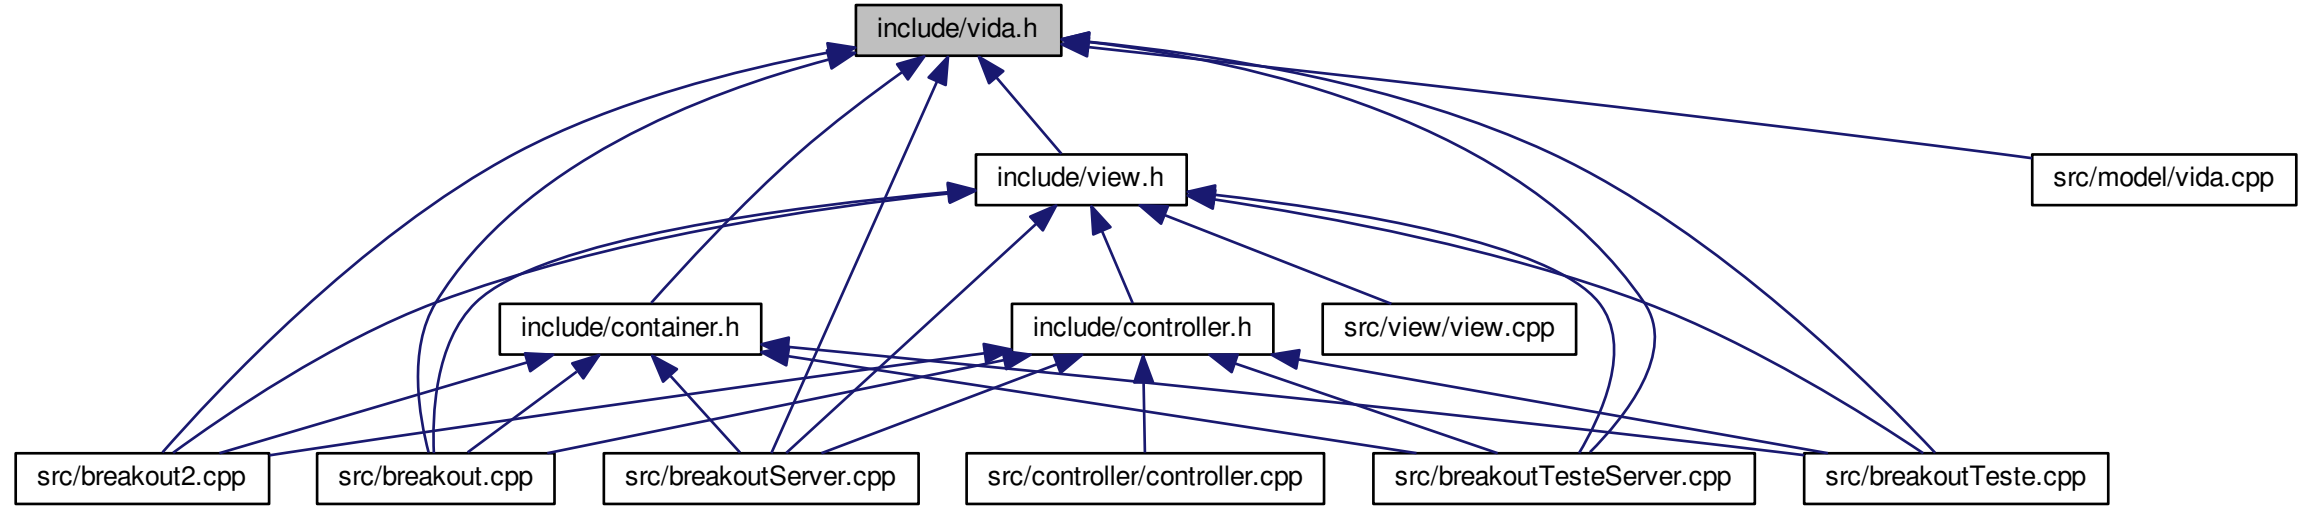 include/vida.h
include/view.h
src/model/vida.cpp
include/container.h
include/controller.h
src/view/view.cpp
src/breakout2.cpp
src/breakout.cpp
src/breakoutServer.cpp
src/controller/controller.cpp
src/breakoutTesteServer.cpp
src/breakoutTeste.cpp